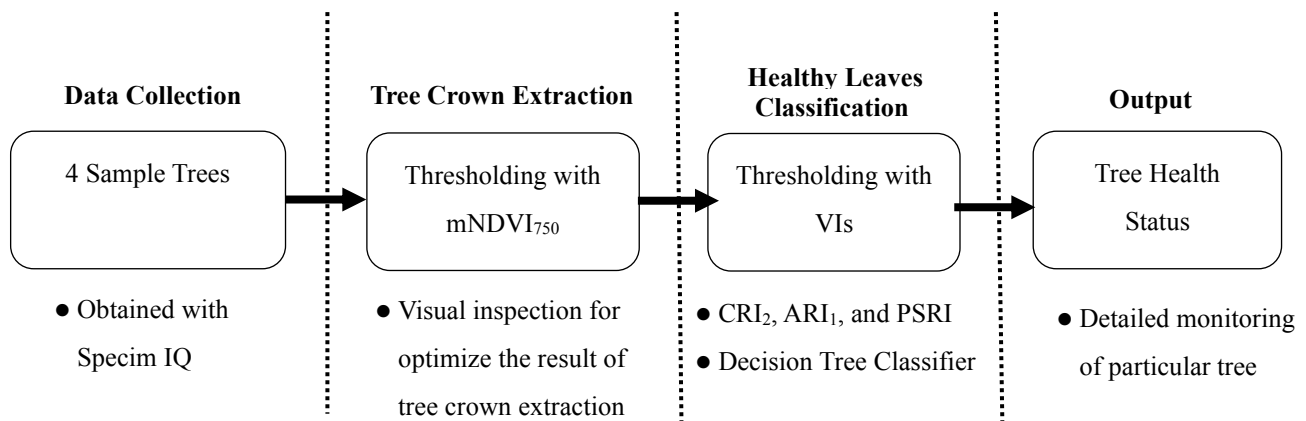 Data Collection
4 Sample Trees
● Obtained with
Specim IQ
Tree Crown Extraction
Thresholding with
mNDVI₇₅₀
● Visual inspection for
optimize the result of
tree crown extraction
Healthy Leaves
Classification
Thresholding with
VIs
● CRI₂, ARI₁, and PSRI
● Decision Tree Classifier
Output
Tree Health
Status
● Detailed monitoring
of particular tree